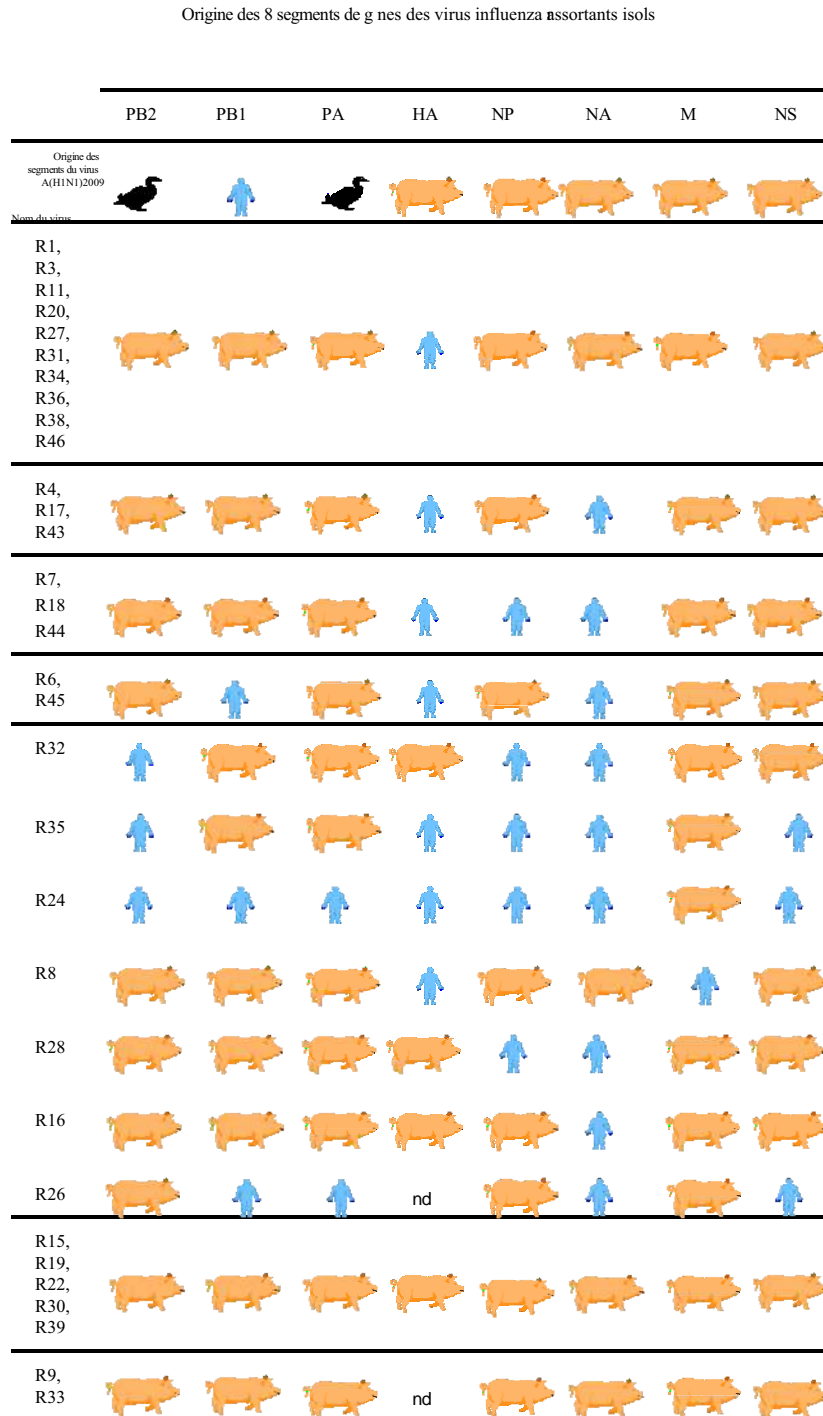 Origine des 8 segments de g nes des virus influenza assortants isols
PB2 PB1 PA HA NP NA M NS
Origine des
segments du virus
A(H1N1)2009
Nom du virus
R1,
R3,
R11,
R20,
R27,
R31,
R34,
R36,
R38,
R46
R4,
R17,
R43
R7,
R18
R44
R6,
R45
R32
R35
R24
R8
R28
R16
R26 nd
R15,
R19,
R22,
R30,
R39
R9,
R33 nd